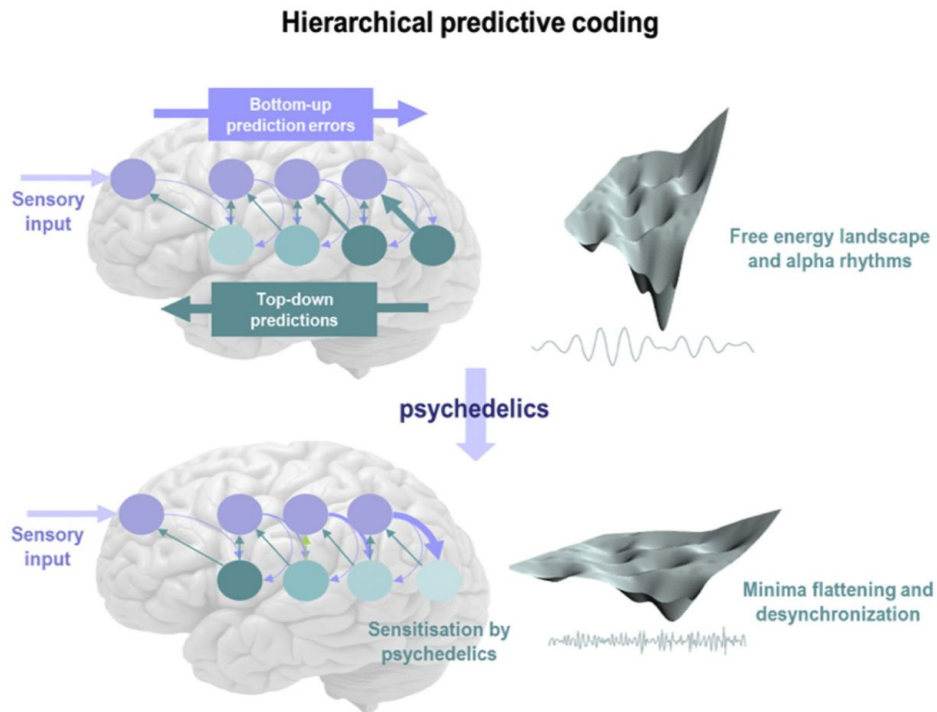 Hierarchical predictive coding
Bottom-up
prediction errors
Sensory
input
Top-down
predictions
Free energy landscape
and alpha rhythms
psychedelics
Sensory
input
Sensitisation by
psychedelics
Minima flattening and
desynchronization